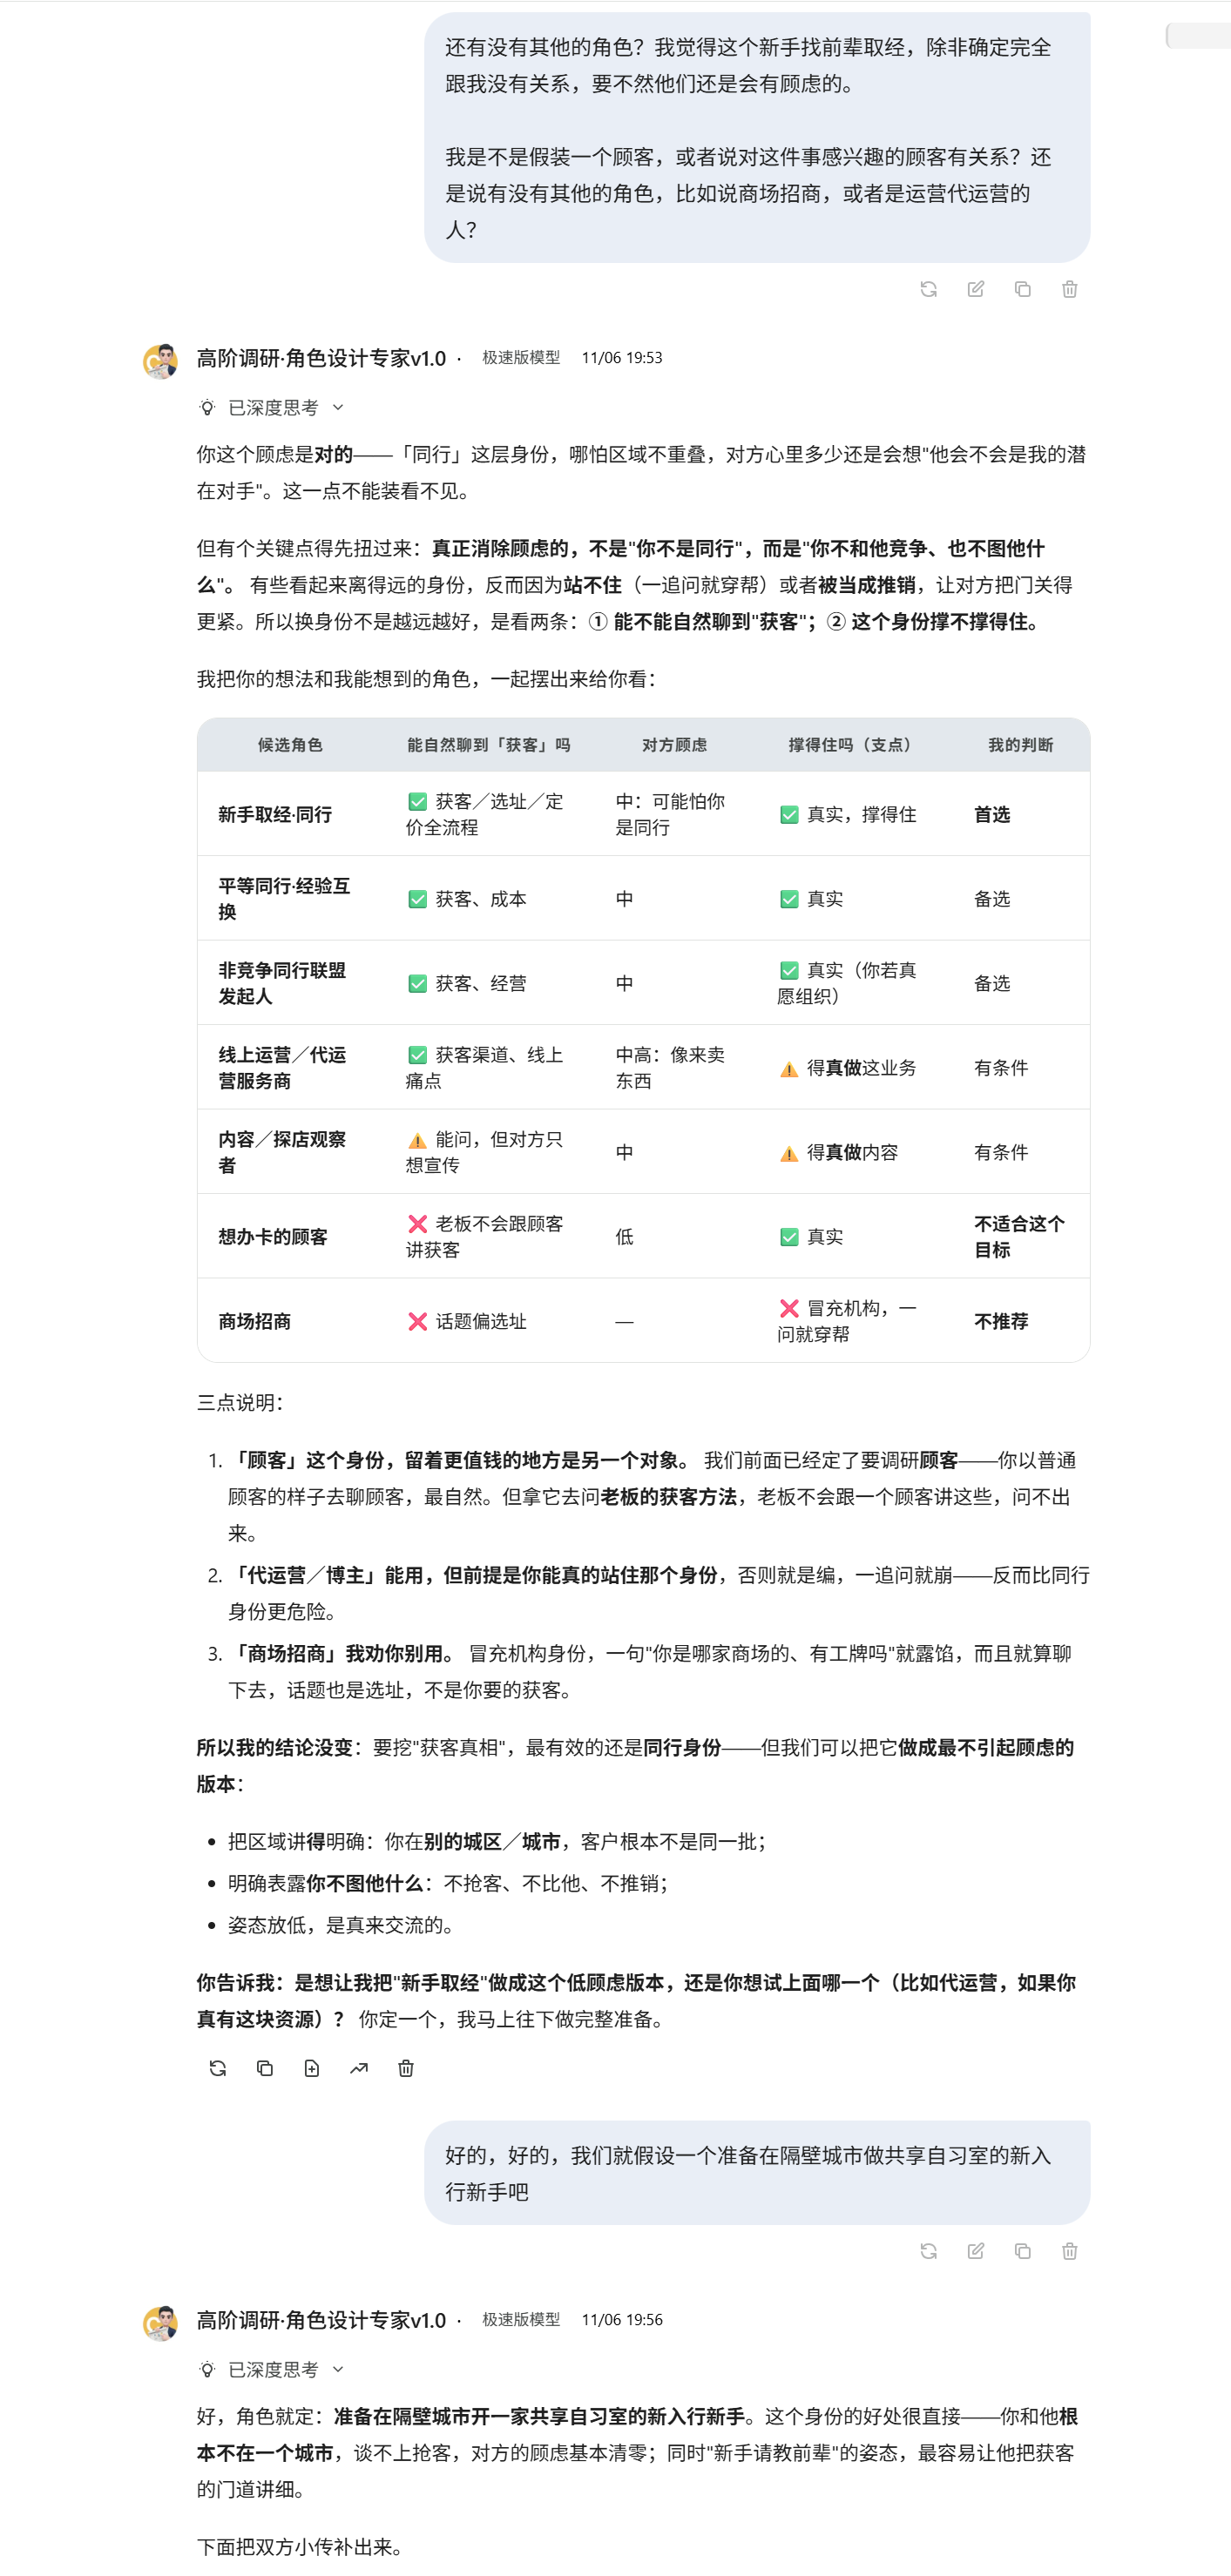 还有没有其他的角色？我觉得这个新手找前辈取经，除非确定完全
跟我没有关系，要不然他们还是会有顾虑的。
我是不是假装一个顾客，或者说对这件事感兴趣的顾客有关系？还
是说有没有其他的角色，比如说商场招商，或者是运营代运营的
人？
高阶调研·角色设计专家v1.0 · 极速版模型 11/06 19:53
已深度思考
你这个顾虑是对的——「同行」这层身份，哪怕区域不重叠，对方心里多少还是会想"他会不会是我的潜
在对手"。这一点不能装看不见。
但有个关键点得先扭过来：真正消除顾虑的，不是"你不是同行"，而是"你不和他竞争、也不图他什
么"。 有些看起来离得远的身份，反而因为站不住（一追问就穿帮）或者被当成推销，让对方把门关得
更紧。所以换身份不是越远越好，是看两条：① 能不能自然聊到"获客"；② 这个身份撑不撑得住。
我把你的想法和我能想到的角色，一起摆出来给你看：
候选角色 能自然聊到「获客」吗 对方顾虑 撑得住吗（支点） 我的判断
新手取经·同行 ✅ 获客／选址／定
价全流程 中：可能怕你
是同行 ✅ 真实，撑得住 首选
平等同行·经验互
换 ✅ 获客、成本 中 ✅ 真实 备选
非竞争同行联盟
发起人 ✅ 获客、经营 中 ✅ 真实（你若真
愿组织） 备选
线上运营／代运
营服务商 ✅ 获客渠道、线上
痛点 中高：像来卖
东西 ⚠️ 得真做这业务 有条件
内容／探店观察
者 ⚠️ 能问，但对方只
想宣传 中 ⚠️ 得真做内容 有条件
想办卡的顾客 ❌ 老板不会跟顾客
讲获客 低 ✅ 真实 不适合这个
目标
商场招商 ❌ 话题偏选址 — ❌ 冒充机构，一
问就穿帮 不推荐
三点说明：
1. 「顾客」这个身份，留着更值钱的地方是另一个对象。 我们前面已经定了要调研顾客——你以普通
顾客的样子去聊顾客，最自然。但拿它去问老板的获客方法，老板不会跟一个顾客讲这些，问不出
来。
2. 「代运营／博主」能用，但前提是你能真的站住那个身份，否则就是编，一追问就崩——反而比同行
身份更危险。
3. 「商场招商」我劝你别用。 冒充机构身份，一句"你是哪家商场的、有工牌吗"就露馅，而且就算聊
下去，话题也是选址，不是你要的获客。
所以我的结论没变：要挖"获客真相"，最有效的还是同行身份——但我们可以把它做成最不引起顾虑的
版本：
• 把区域讲得明确：你在别的城区／城市，客户根本不是同一批；
• 明确表露你不图他什么：不抢客、不比他、不推销；
• 姿态放低，是真来交流的。
你告诉我：是想让我把"新手取经"做成这个低顾虑版本，还是你想试上面哪一个（比如代运营，如果你
真有这块资源）？ 你定一个，我马上往下做完整准备。
好的，好的，我们就假设一个准备在隔壁城市做共享自习室的新入
行新手吧
高阶调研·角色设计专家v1.0 · 极速版模型 11/06 19:56
已深度思考
好，角色就定：准备在隔壁城市开一家共享自习室的新入行新手。这个身份的好处很直接——你和他根
本不在一个城市，谈不上抢客，对方的顾虑基本清零；同时"新手请教前辈"的姿态，最容易让他把获客
的门道讲细。
下面把双方小传补出来。